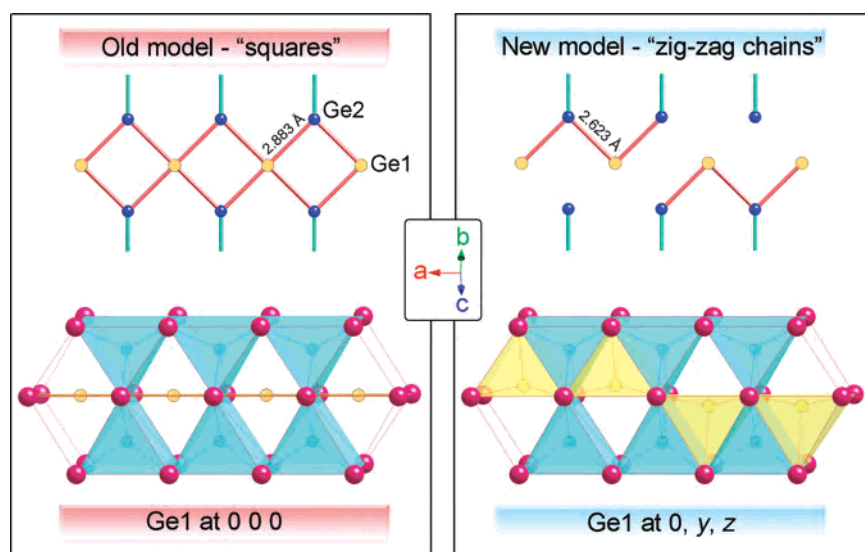 Old model - “squares”
2.883 Å
Ge2
Ge1
Ge1 at 0 0 0
b
a
c
New model - “zig-zag chains”
2.623 Å
Ge1 at 0, y, z